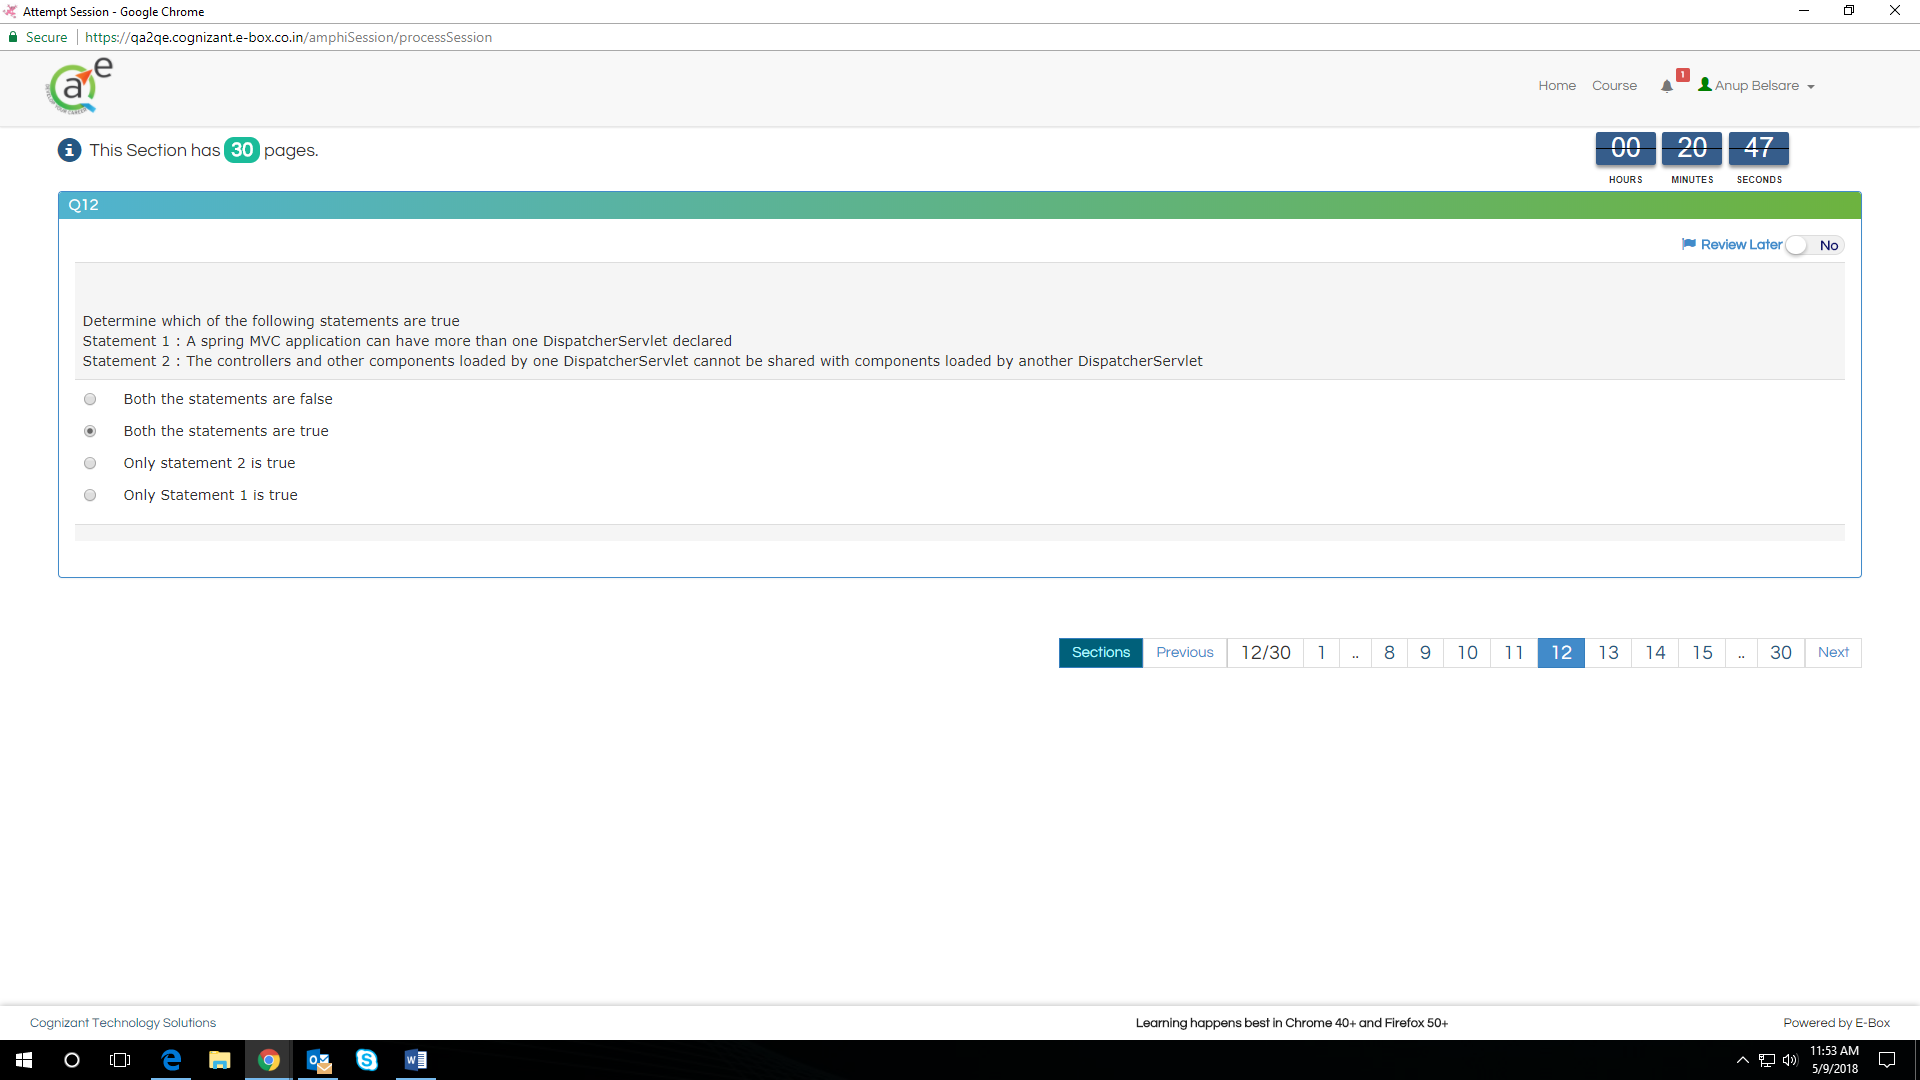 Attempt Session - Google Chrome
Secure https://qa2qe.cognizant.e-box.co.in/amphiSession/processSession
a e
Home Course 1 Anup Belsare
This Section has 30 pages.
00 20 47
HOURS MINUTES SECONDS
Q12
Review Later No
Determine which of the following statements are true
Statement 1 : A spring MVC application can have more than one DispatcherServlet declared
Statement 2 : The controllers and other components loaded by one DispatcherServlet cannot be shared with components loaded by another DispatcherServlet
Both the statements are false
Both the statements are true
Only statement 2 is true
Only Statement 1 is true
Sections Previous 12/30 1 .. 8 9 10 11 12 13 14 15 .. 30 Next
Cognizant Technology Solutions Learning happens best in Chrome 40+ and Firefox 50+ Powered by E-Box
11:53 AM
5/9/2018